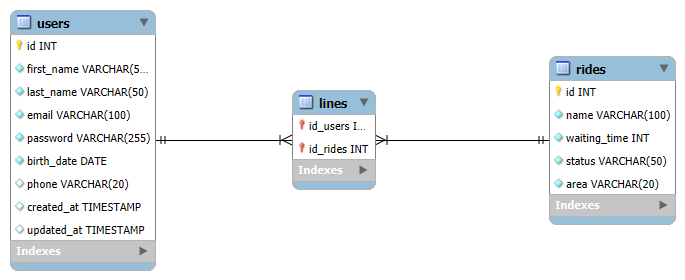 users
id INT
first_name VARCHAR(5...
last_name VARCHAR(50)
email VARCHAR(100)
password VARCHAR(255)
birth_date DATE
phone VARCHAR(20)
created_at TIMESTAMP
updated_at TIMESTAMP
Indexes
lines
id_users I...
id_rides INT
Indexes
rides
id INT
name VARCHAR(100)
waiting_time INT
status VARCHAR(50)
area VARCHAR(20)
Indexes